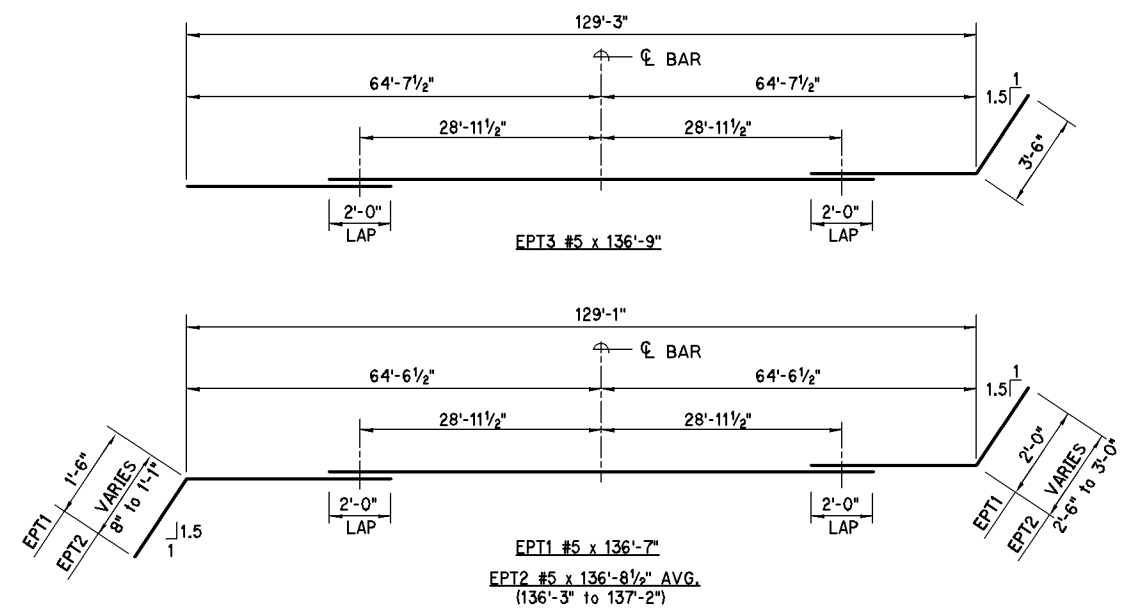 129'-3"
℄ BAR
64'-7½"
64'-7½"
1
1.5
28'-11½"
28'-11½"
3'-6"
2'-0"
LAP
2'-0"
LAP
EPT3 #5 x 136'-9"
129'-1"
℄ BAR
64'-6½"
64'-6½"
1
1.5
28'-11½"
28'-11½"
1'-6"
VARIES
8" to 1'-1"
EPT1
EPT2
1.5
1
2'-0"
LAP
2'-0"
LAP
2'-0"
VARIES
2'-6" to 3'-0"
EPT1
EPT2
EPT1 #5 x 136'-7"
EPT2 #5 x 136'-8½" AVG.
(136'-3" to 137'-2")